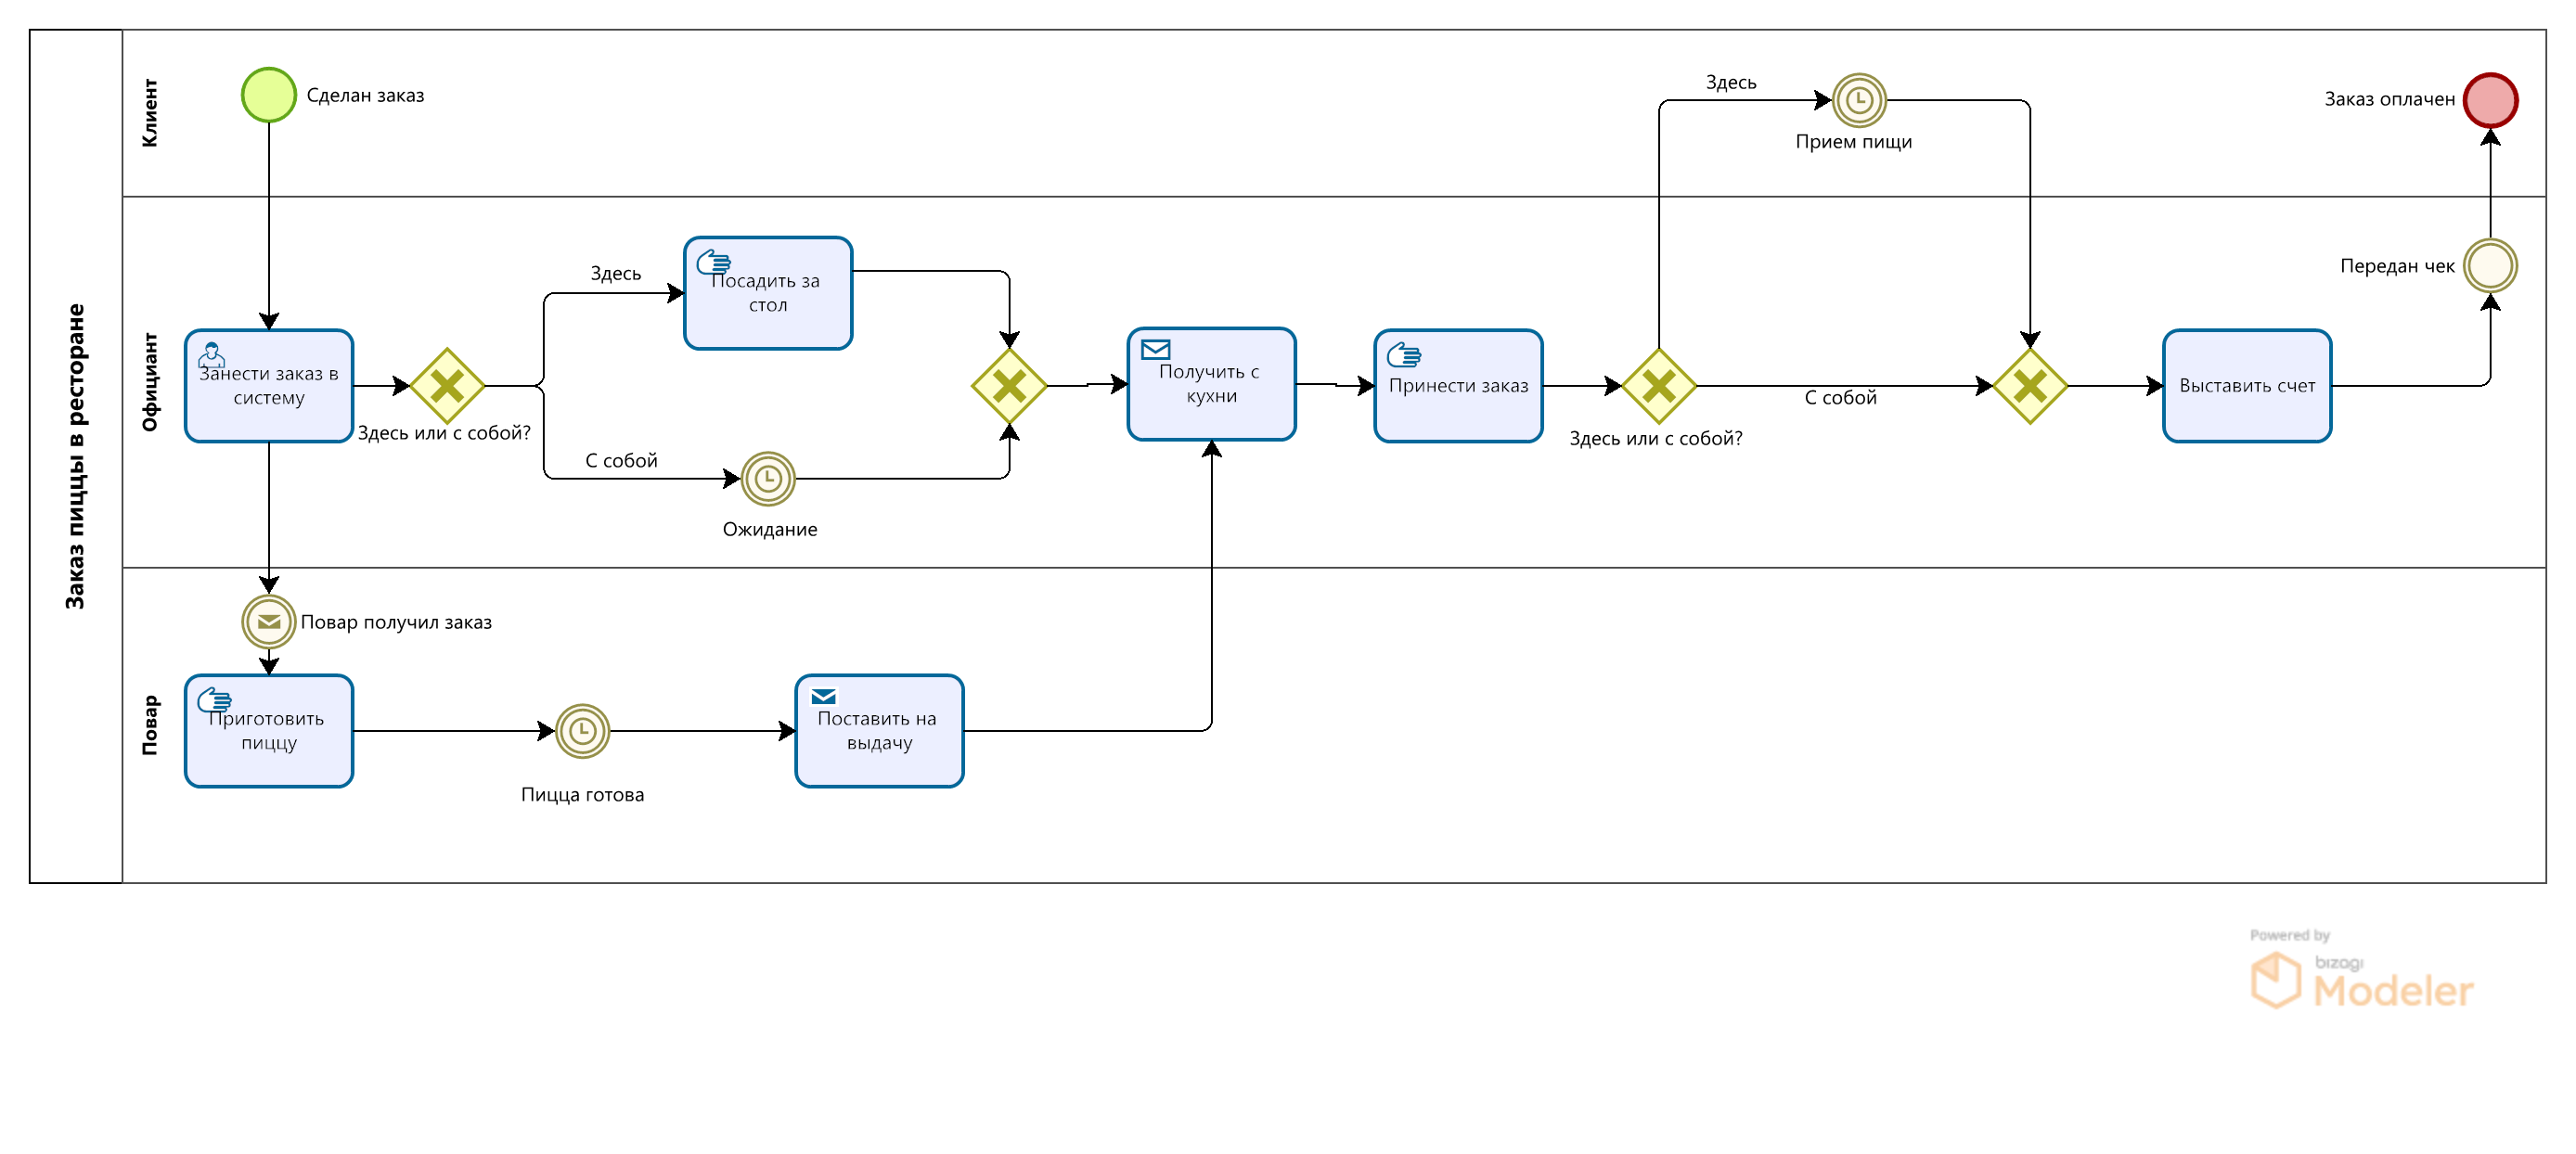 Заказ пиццы в ресторане
Клиент
Сделан заказ
Здесь
Прием пищи
Заказ оплачен
Официант
Занести заказ в
систему
Здесь или с собой?
Здесь
Посадить за
стол
С собой
Ожидание
Получить с
кухни
Принести заказ
Здесь или с собой?
С собой
Выставить счет
Передан чек
Повар
Повар получил заказ
Приготовить
пиццу
Пицца готова
Поставить на
выдачу
Powered by
bizagi
Modeler